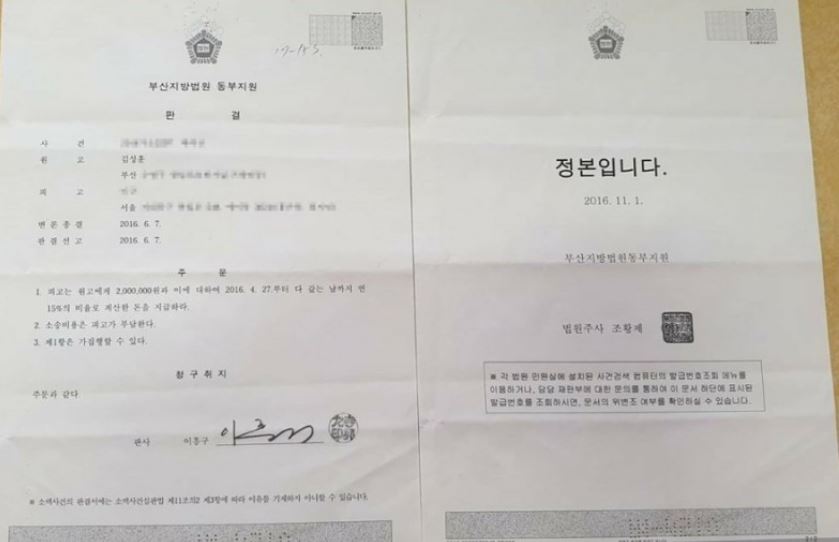 부산지방법원 동부지원
판 결
사 건
원 고 김상훈
부산
피 고
서울
변론종결 2016. 6. 7.
판결선고 2016. 6. 7.
주 문
1. 피고는 원고에게 2,000,000원과 이에 대하여 2016. 4. 27.부터 다 갚는 날까지 연
15%의 비율로 계산한 돈을 지급하라.
2. 소송비용은 피고가 부담한다.
3. 제1항은 가집행할 수 있다.
청 구 취 지
주문과 같다
판사 이흥구
※ 소액사건의 판결서에는 소액사건심판법 제11조의2 제3항에 따라 이유를 기재하지 아니할 수 있습니다.
정본입니다.
2016. 11. 1.
부산지방법원동부지원
법원주사 조황제
※ 각 법원 민원실에 설치된 사건검색 컴퓨터의 발급번호조회 메뉴를
이용하거나, 담당 재판부에 대한 문의를 통하여 이 문서 하단에 표시된
발급번호를 조회하시면, 문서의 위변조 여부를 확인하실 수 있습니다.